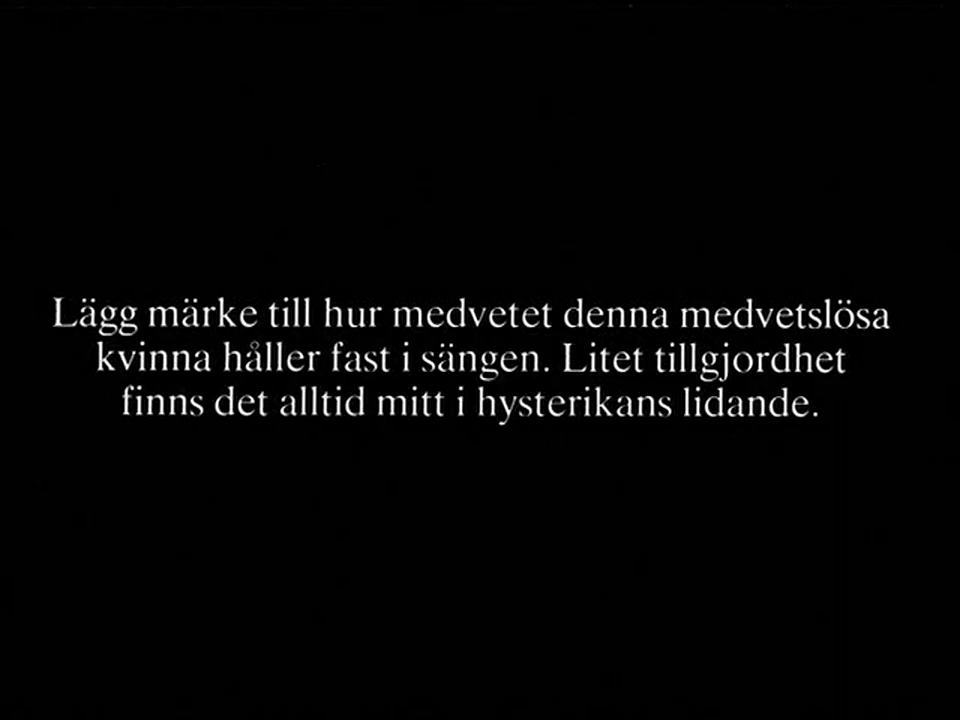 Lägg märke till hur medvetet denna medvetslösa
kvinna håller fast i sängen. Litet tillgjordhet
finns det alltid mitt i hysterikans lidande.